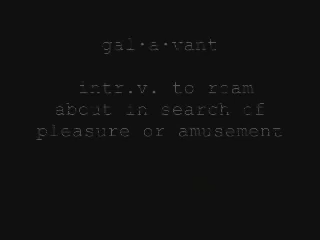 gal·a·vant
intr.v. to roam
about in search of
pleasure or amusement